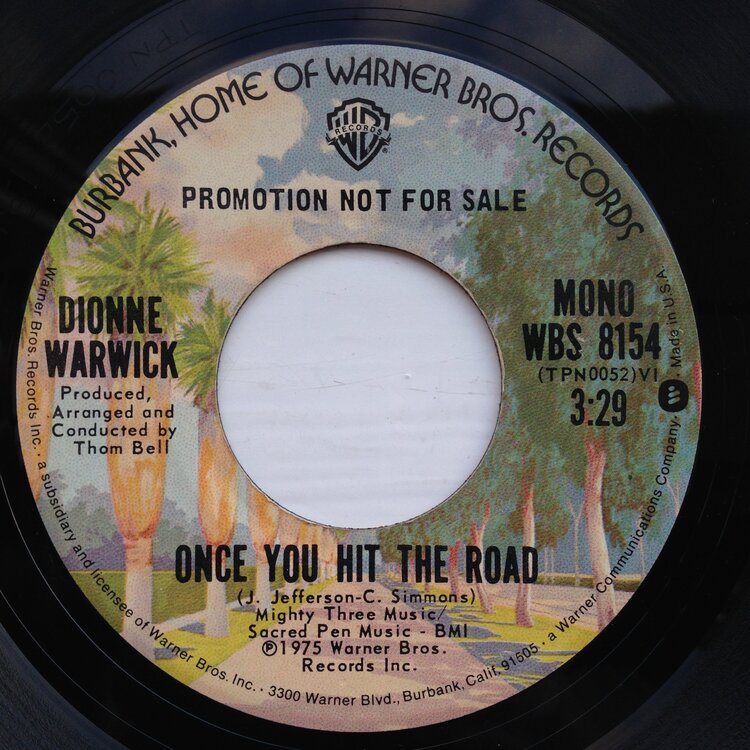 BURBANK, HOME OF WARNER BROS. RECORDS
W B RECORDS
®
PROMOTION NOT FOR SALE
DIONNE
WARWICK
Produced,
Arranged and
Conducted by
Thom Bell
MONO
WBS 8154
(TPN0052)V1
3:29
ONCE YOU HIT THE ROAD
(J. Jefferson-C. Simmons)
Mighty Three Music/
Sacred Pen Music - BMI
℗1975 Warner Bros.
Records Inc.
Warner Bros. Records Inc. • a subsidiary and licensee of Warner Bros. Inc. • 3300 Warner Blvd., Burbank, Calif. 91505 • a Warner Communications Company. • Made in U.S.A.